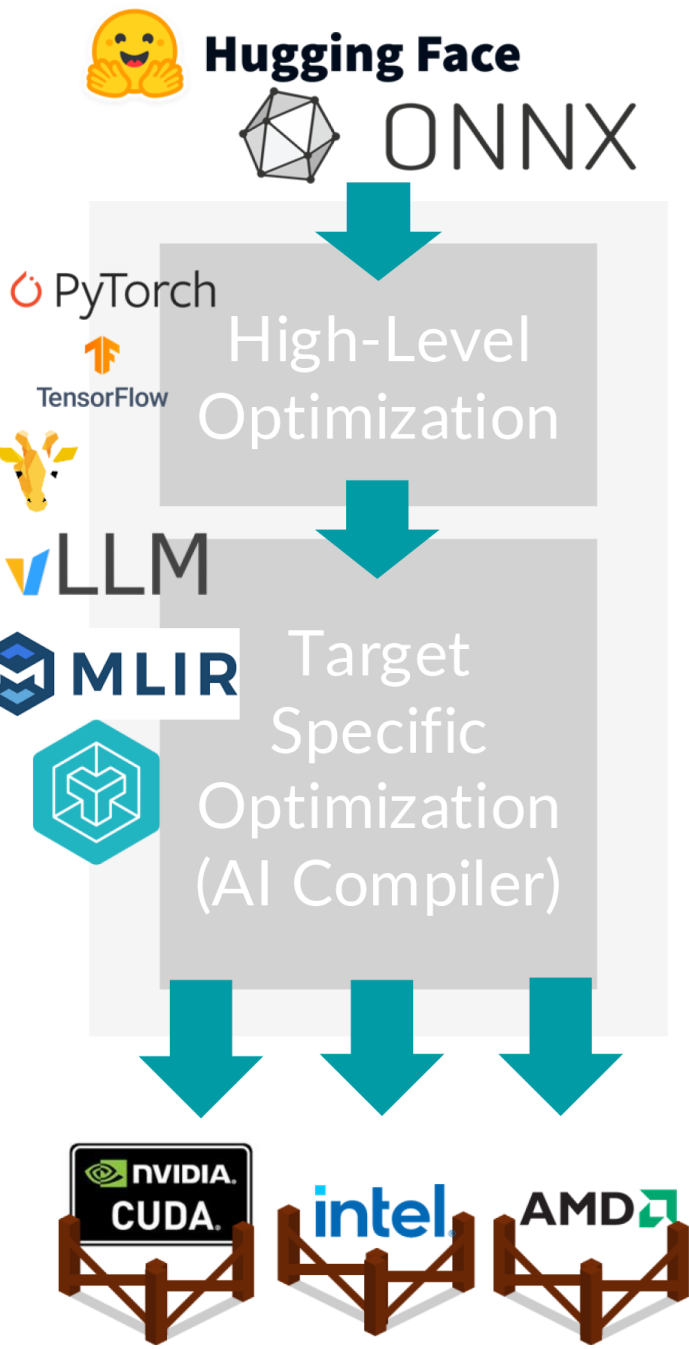 Hugging Face
ONNX
PyTorch
TensorFlow
High-Level
Optimization
vLLM
MLIR
Target
Specific
Optimization
(AI Compiler)
NVIDIA.
CUDA.
intel.
AMD